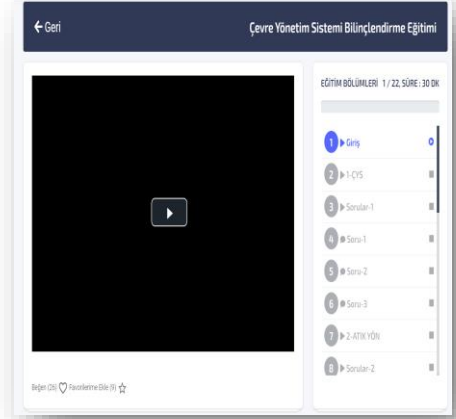 Geri
Çevre Yönetim Sistemi Bilinçlendirme Eğitimi
EĞİTİM BÖLÜMLERİ 1 / 22, SÜRE : 30 DK
1 Giriş
2 1-ÇYS
3 Sorular-1
4 Soru-1
5 Soru-2
6 Soru-3
7 2-ATIK YÖN
8 Sorular-2
Beğen (26) Favorilerime Ekle (9)